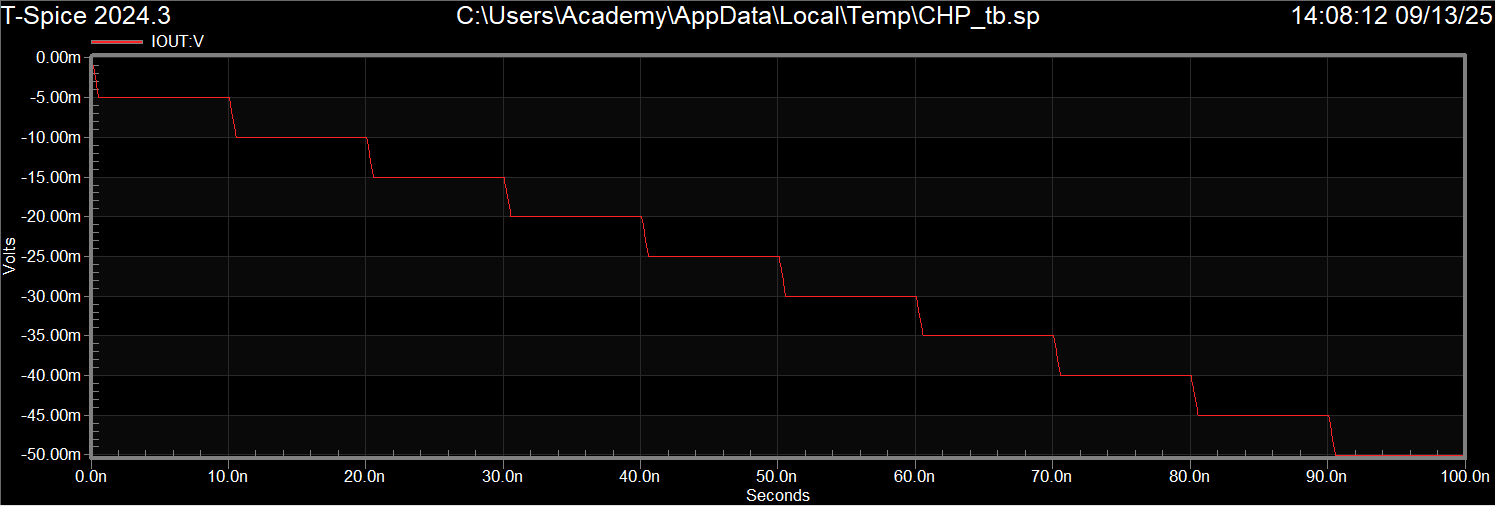 T-Spice 2024.3 C:\Users\Academy\AppData\Local\Temp\CHP_tb.sp 14:08:12 09/13/25
IOUT:V
0.00m
-5.00m
-10.00m
-15.00m
-20.00m
-25.00m
-30.00m
-35.00m
-40.00m
-45.00m
-50.00m
Volts
0.0n 10.0n 20.0n 30.0n 40.0n 50.0n 60.0n 70.0n 80.0n 90.0n 100.0n
Seconds